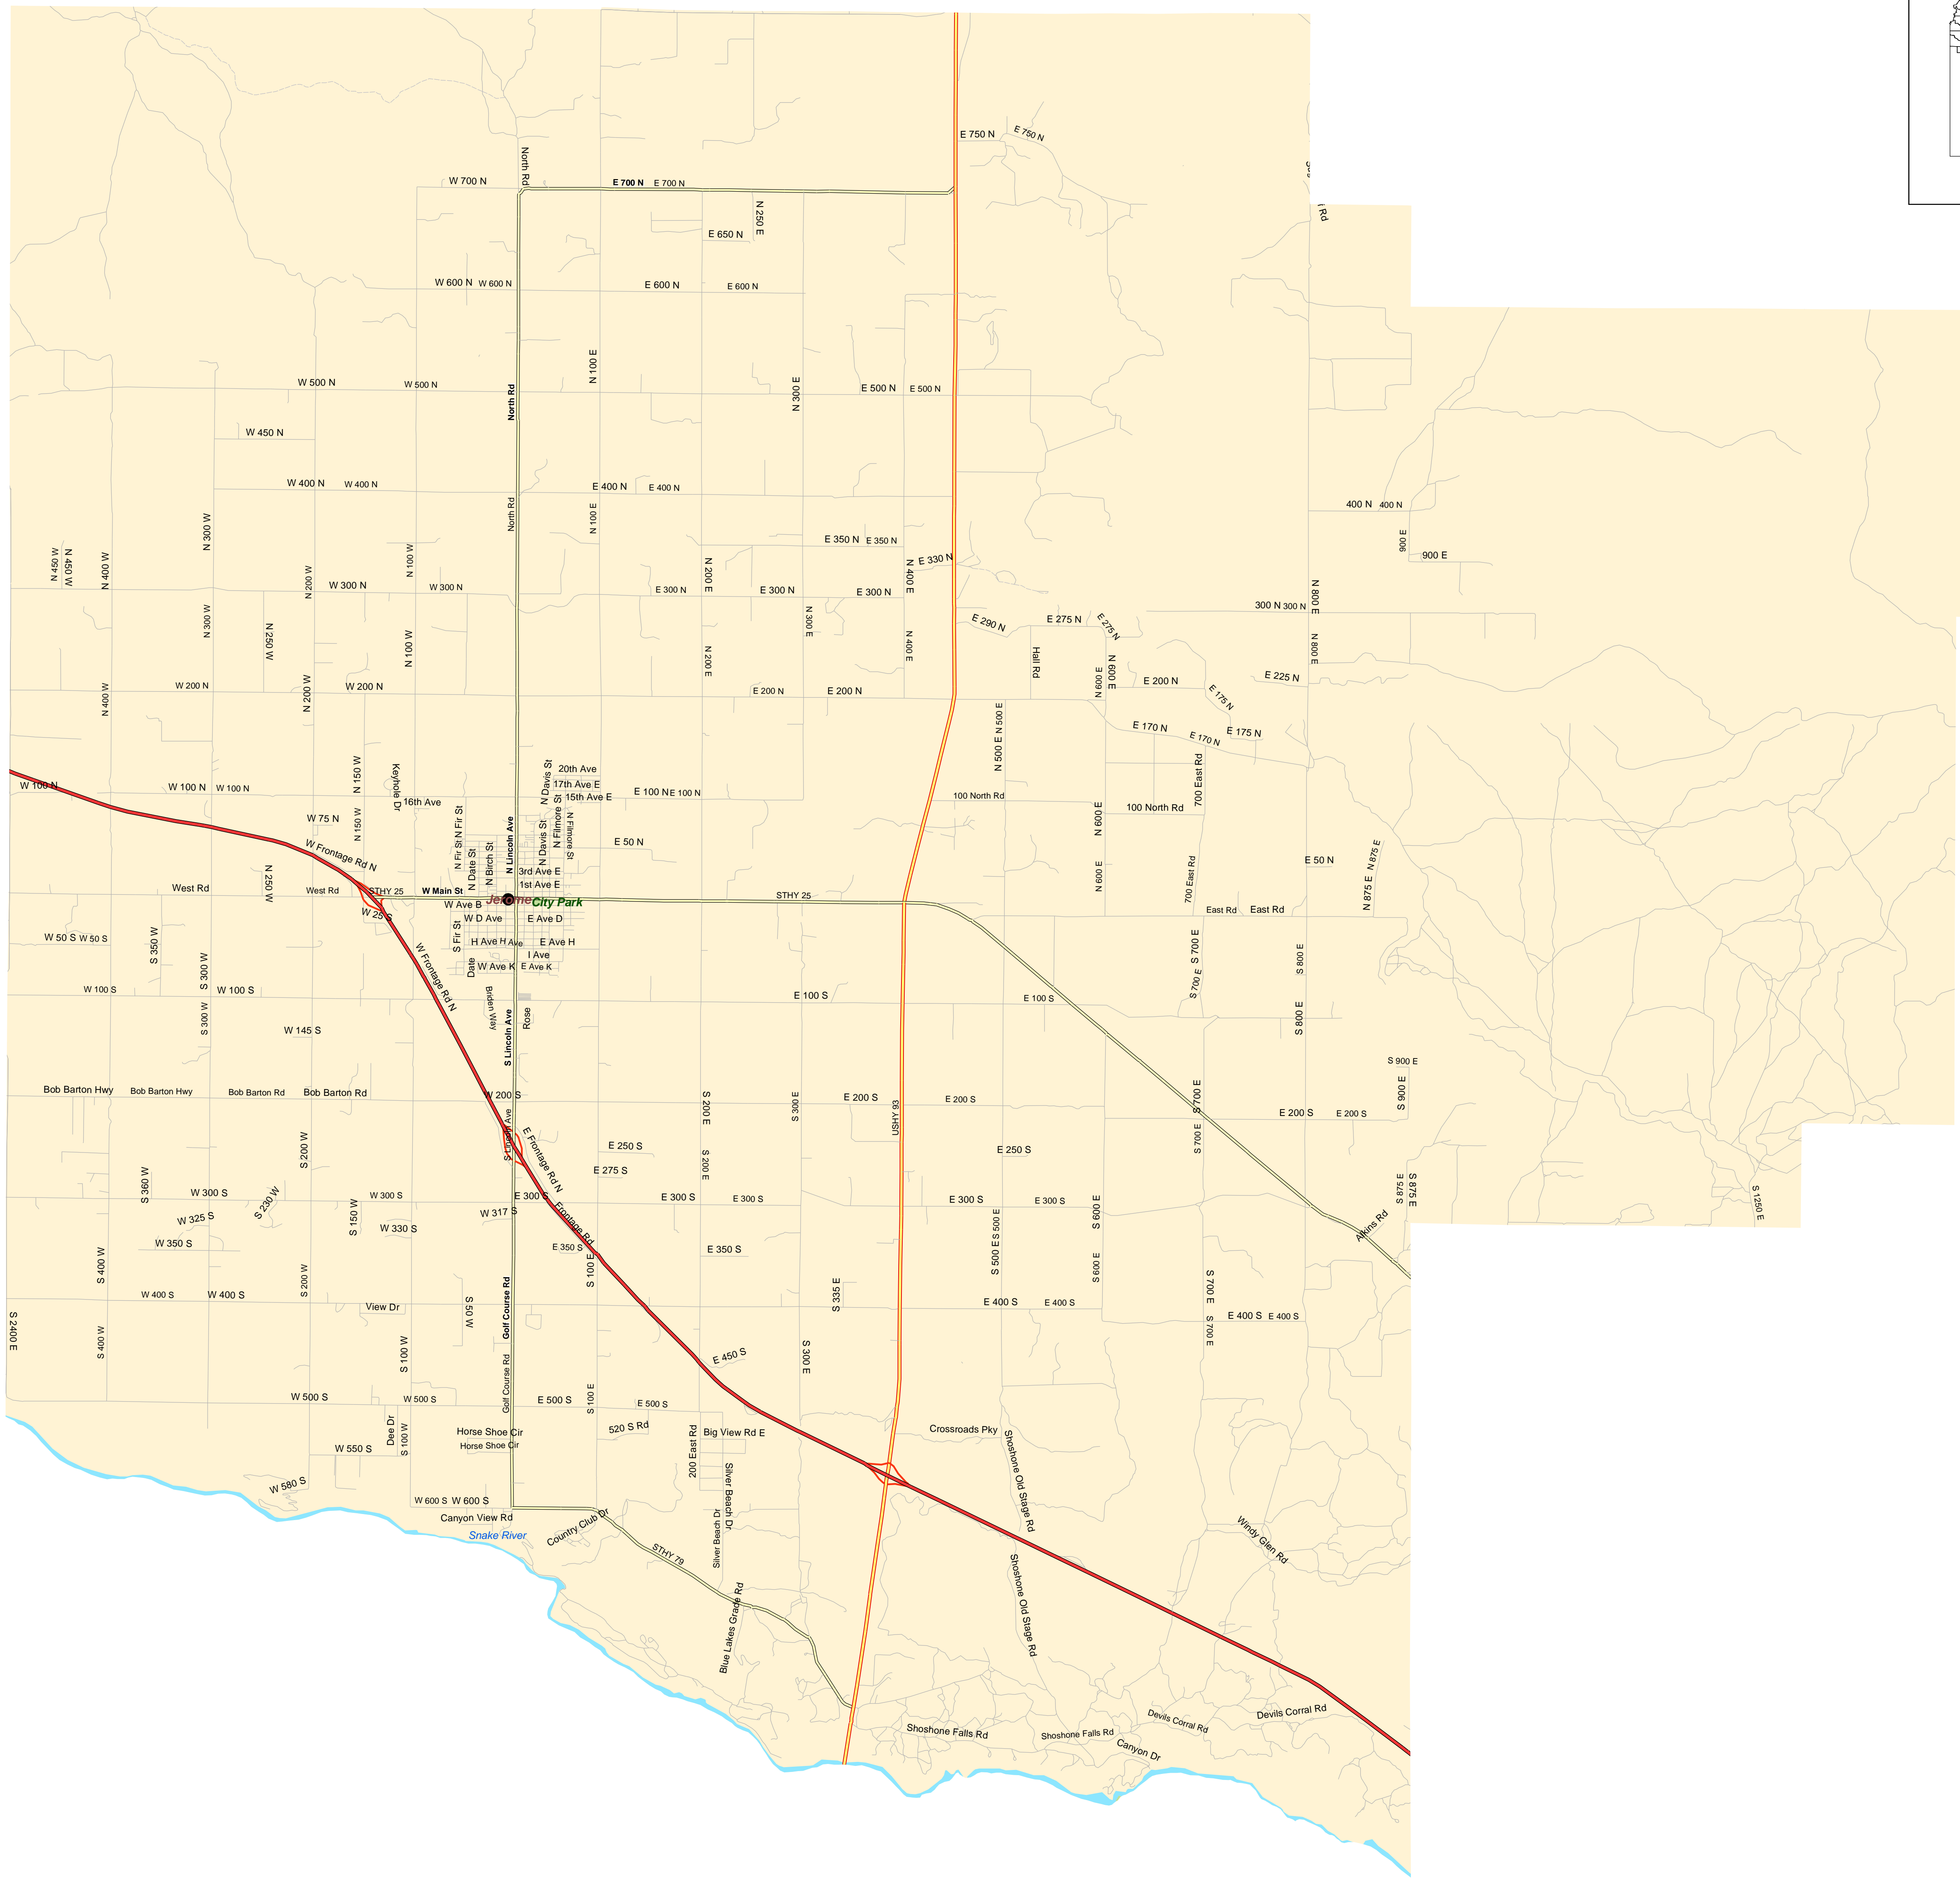 E 750 N
E 750 N
North Rd
W 700 N
E 700 N
E 700 N
N 250 E
Rd
E 650 N
W 600 N
W 600 N
E 600 N
E 600 N
N 100 E
North Rd
N 300 E
W 500 N
W 500 N
E 500 N
E 500 N
W 450 N
W 400 N
W 400 N
E 400 N
E 400 N
North Rd
N 100 E
400 N
400 N
N 300 W
900 E
E 350 N
E 350 N
N 450 W
N 450 W
N 400 W
N 100 W
E 330 N
900 E
N 200 W
N 200 E
N 400 E
N 800 E
W 300 N
W 300 N
E 300 N
E 300 N
E 300 N
300 N
300 N
N 300 W
N 250 W
N 100 W
N 300 E
E 290 N
E 275 N
E 275 N
N 200 E
N 400 E
Hall Rd
N 800 E
N 400 W
W 200 N
N 200 W
W 200 N
E 200 N
E 200 N
N 600 E
N 600 E
E 200 N
E 225 N
E 175 N
N 500 E
N 500 E
E 170 N
E 170 N
E 175 N
W 100 N
W 100 N
W 100 N
N 150 W
Keyhole Dr
16th Ave
N Davis St
20th Ave
17th Ave E
15th Ave E
E 100 N
E 100 N
100 North Rd
700 East Rd
100 North Rd
W 75 N
N 150 W
N Fir St
N Fir St
N Lincoln Ave
N Filmore St
N Filmore St
N Davis St
N 600 E
W Frontage Rd N
N Date St
N Birch St
E 50 N
3rd Ave E
1st Ave E
E 50 N
N 875 E
N 875 E
N 250 W
N 600 E
700 East Rd
West Rd
West Rd
STHY 25
W Main St
Jerome
City Park
STHY 25
W 25 S
W Ave B
W D Ave
E Ave D
East Rd
East Rd
S Fir St
H Ave
H Ave
E Ave H
I Ave
W 50 S
W 50 S
S 350 W
S 300 W
W Frontage Rd N
Date
W Ave K
E Ave K
S 700 E
S 800 E
S 700 E
W 100 S
W 100 S
Briden Way
Rose
E 100 S
E 100 S
S 300 W
W 145 S
S Lincoln Ave
S 800 E
S 900 E
S 900 E
Bob Barton Hwy
Bob Barton Hwy
Bob Barton Rd
Bob Barton Rd
W 200 S
S 200 E
S 300 E
E 200 S
USHY 93
E 200 S
S 700 E
E 200 S
E 200 S
S Lincoln Ave
E Frontage Rd N
S 200 W
E 250 S
E 275 S
S 200 E
E 250 S
S 700 E
S 360 W
W 300 S
S 230 W
S 150 W
W 300 S
E 300 S
E 300 S
E 300 S
E 300 S
E 300 S
S 600 E
S 875 E
S 875 E
S 1250 E
W 325 S
W 330 S
W 317 S
Frontage Rd
S 500 E
S 500 E
Alkins Rd
W 350 S
E 350 S
E 350 S
S 400 W
S 200 W
S 100 E
S 600 E
W 400 S
W 400 S
View Dr
S 50 W
Golf Course Rd
S 335 E
E 400 S
E 400 S
S 700 E
S 700 E
E 400 S
E 400 S
S 2400 E
S 400 W
S 100 W
Golf Course Rd
E 450 S
S 300 E
W 500 S
W 500 S
E 500 S
S 100 E
E 500 S
Dee Dr
S 100 W
Horse Shoe Cir
Horse Shoe Cir
520 S Rd
200 East Rd
Big View Rd E
Crossroads Pky
W 550 S
W 580 S
Silver Beach Dr
Silver Beach Dr
Shoshone Old Stage Rd
W 600 S
W 600 S
Canyon View Rd
Country Club Dr
Snake River
STHY 79
Windy Glen Rd
Shoshone Old Stage Rd
Blue Lakes Grade Rd
Shoshone Falls Rd
Shoshone Falls Rd
Devils Corral Rd
Devils Corral Rd
Canyon Dr